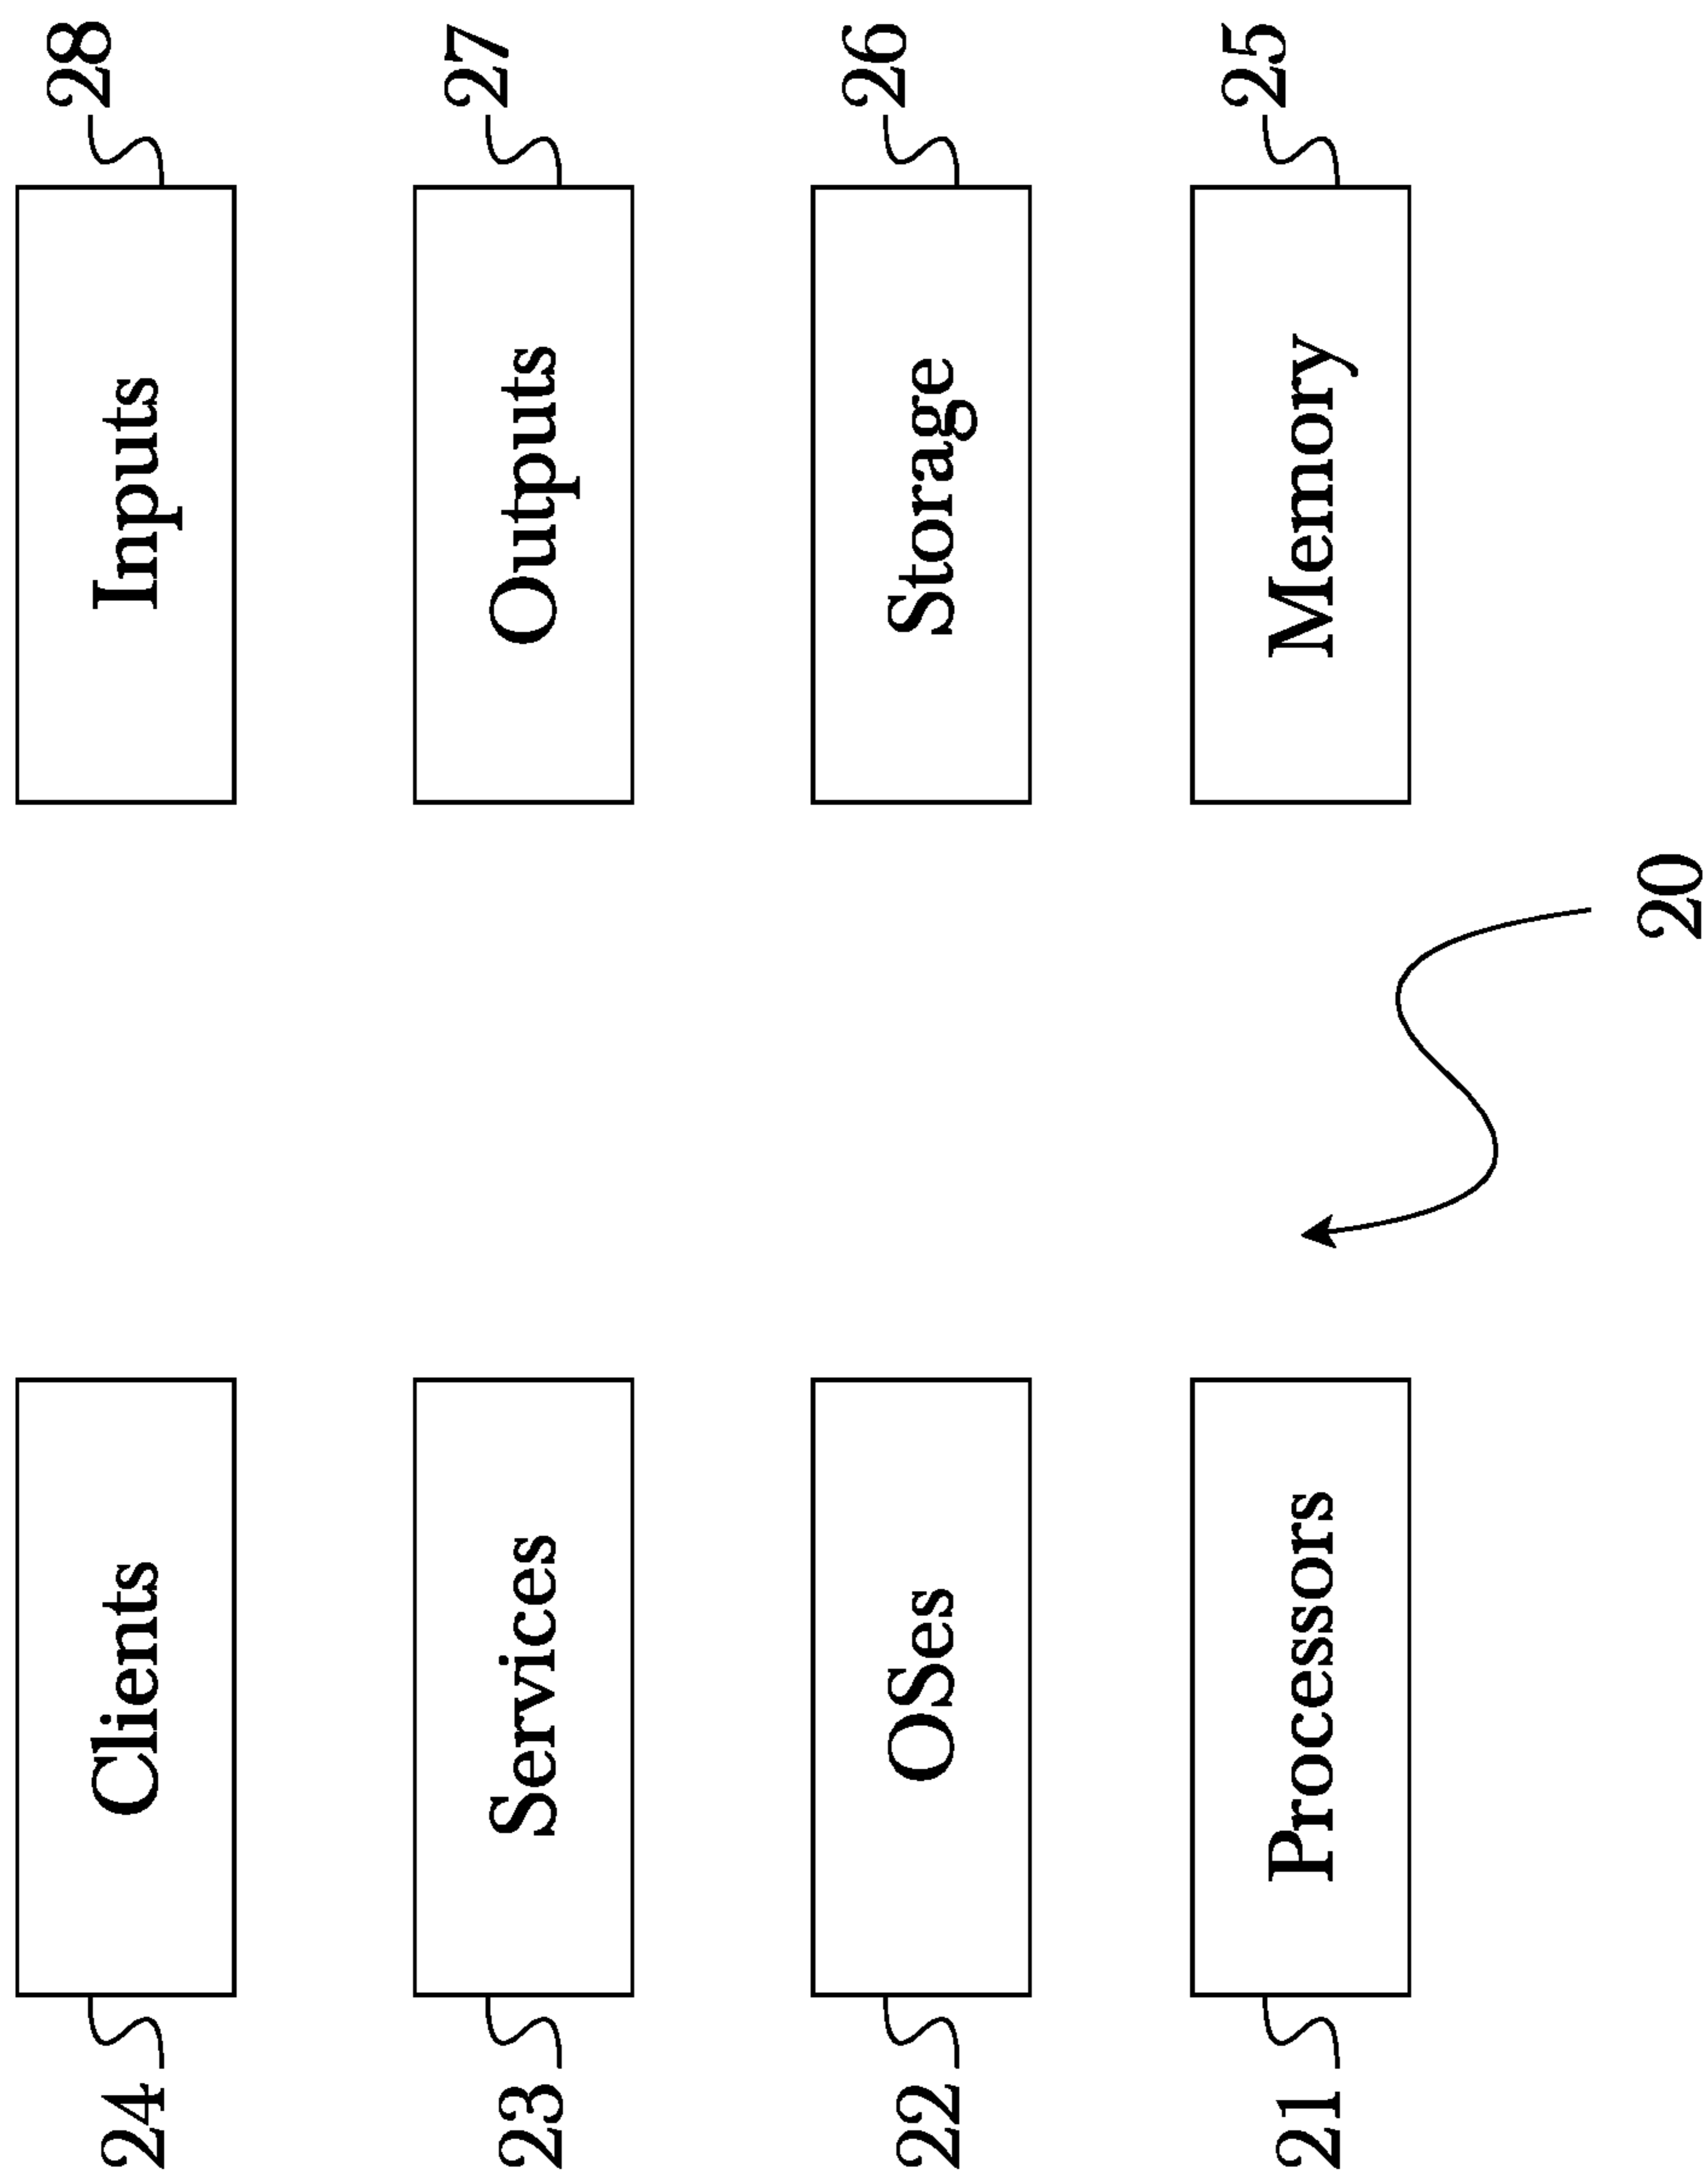 24 Clients Inputs 28
23 Services Outputs 27
22 OSes Storage 26
21 Processors Memory 25
20